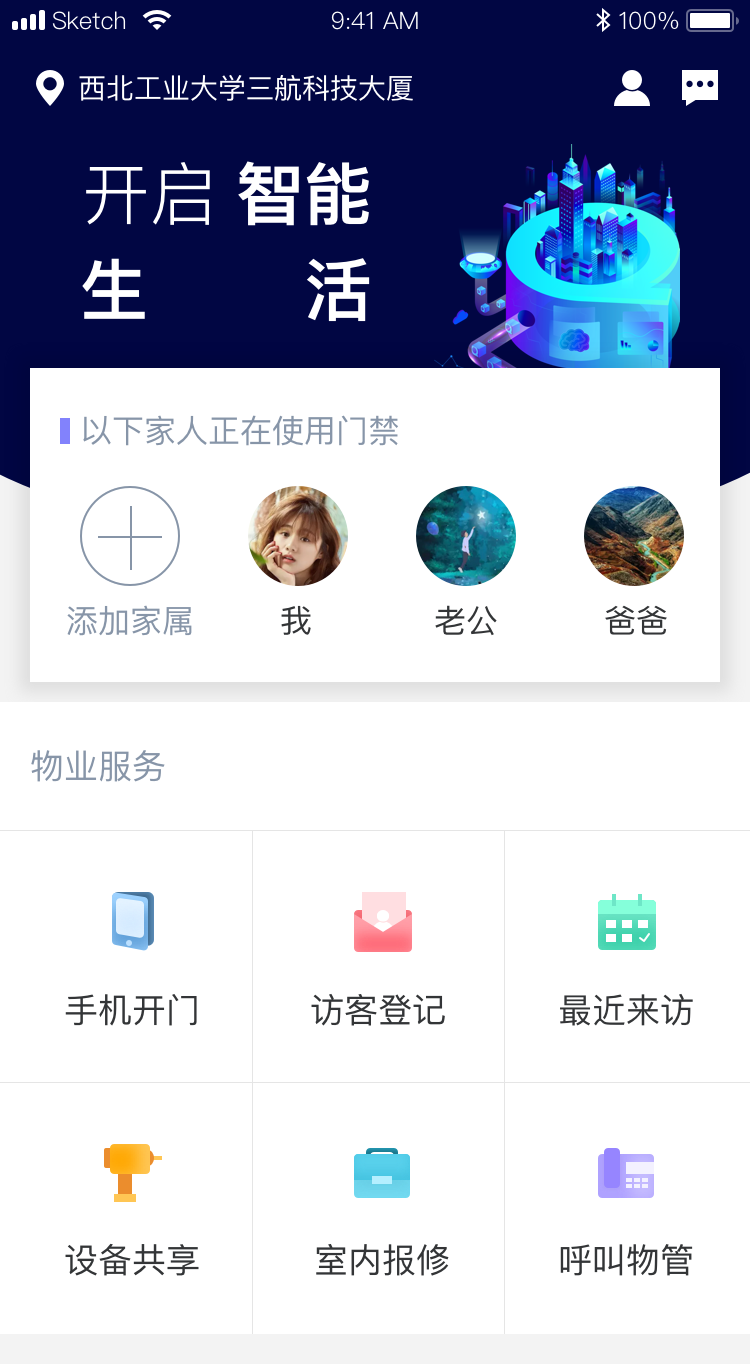 Sketch 9:41 AM 100%
西北工业大学三航科技大厦
开启 智能
生 活
以下家人正在使用门禁
添加家属 我 老公 爸爸
物业服务
手机开门 访客登记 最近来访
设备共享 室内报修 呼叫物管